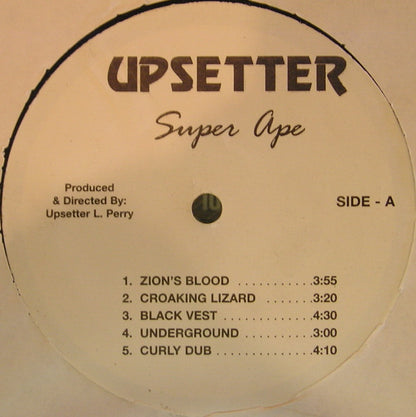 UPSETTER
Super Ape
Produced
& Directed By:
Upsetter L. Perry
SIDE - A
1. ZION'S BLOOD ............3:55
2. CROAKING LIZARD .........3:20
3. BLACK VEST ..............4:30
4. UNDERGROUND .............3:00
5. CURLY DUB ...............4:10